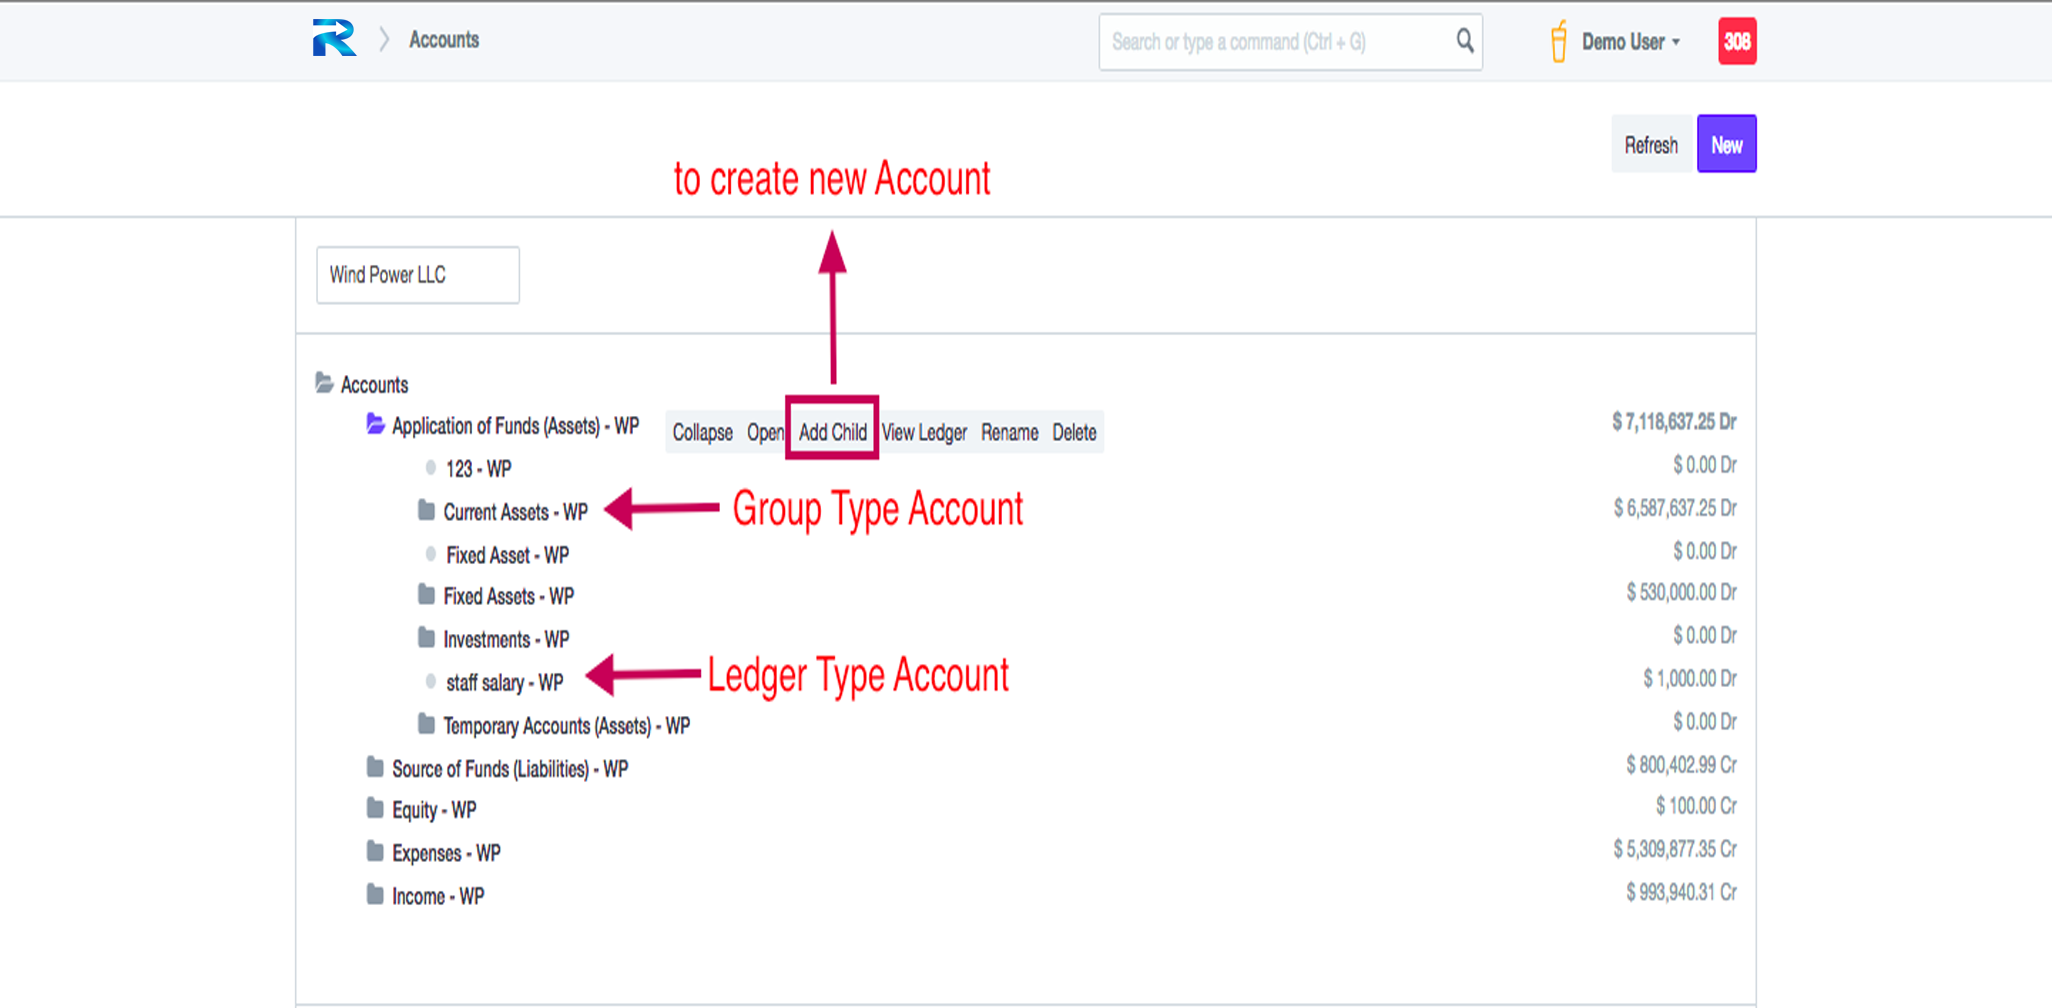 R Accounts Search or type a command (Ctrl + G) Demo User 308
Refresh New
to create new Account
Wind Power LLC
Accounts
Application of Funds (Assets) - WP Collapse Open Add Child View Ledger Rename Delete $ 7,118,637.25 Dr
123 - WP $ 0.00 Dr
Current Assets - WP Group Type Account $ 6,587,637.25 Dr
Fixed Asset - WP $ 0.00 Dr
Fixed Assets - WP $ 530,000.00 Dr
Investments - WP $ 0.00 Dr
staff salary - WP Ledger Type Account $ 1,000.00 Dr
Temporary Accounts (Assets) - WP $ 0.00 Dr
Source of Funds (Liabilities) - WP $ 800,402.99 Cr
Equity - WP $ 100.00 Cr
Expenses - WP $ 5,309,877.35 Cr
Income - WP $ 993,940.31 Cr